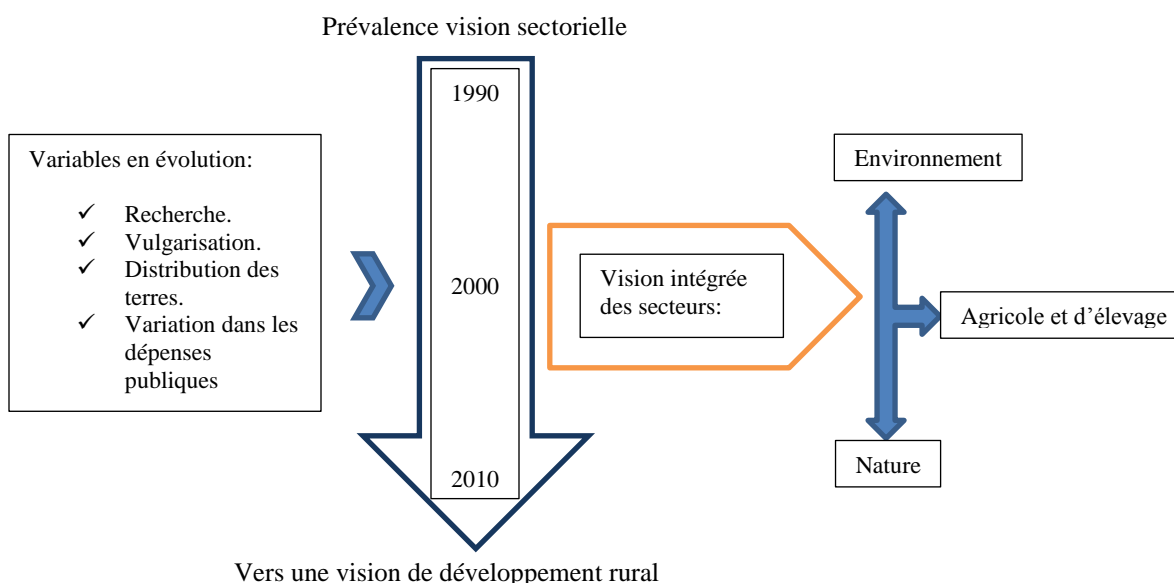 Prévalence vision sectorielle
1990
2000
2010
Variables en évolution:
✓ Recherche.
✓ Vulgarisation.
✓ Distribution des
terres.
✓ Variation dans les
dépenses
publiques
Vision intégrée
des secteurs:
Environnement
Agricole et d’élevage
Nature
Vers une vision de développement rural